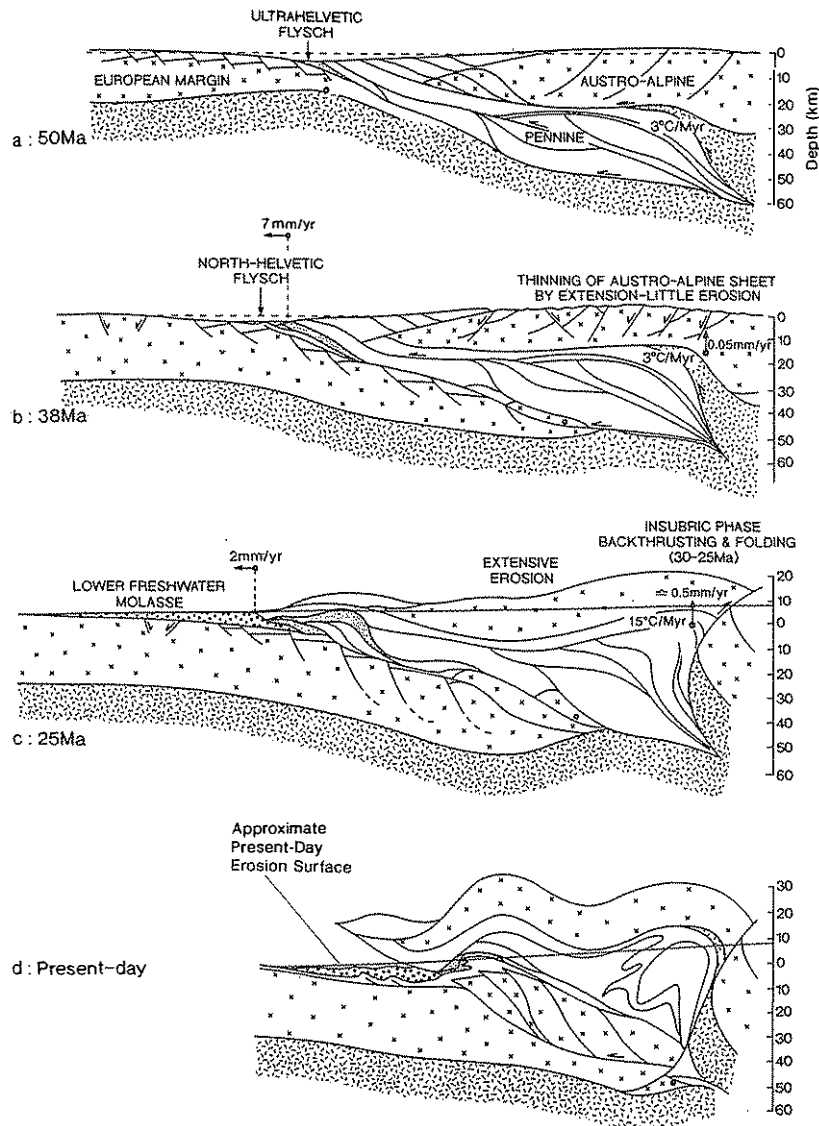 ULTRAHELVETIC
FLYSCH
EUROPEAN MARGIN
AUSTRO-ALPINE
3°C/Myr
PENNINE
0
10
20
30
40
50
60
Depth (km)
a : 50Ma
7mm/yr
NORTH-HELVETIC
FLYSCH
THINNING OF AUSTRO-ALPINE SHEET
BY EXTENSION-LITTLE EROSION
0.05mm/yr
3°C/Myr
0
10
20
30
40
50
60
b : 38Ma
INSUBRIC PHASE
BACKTHRUSTING & FOLDING
(30-25Ma)
2mm/yr
EXTENSIVE
EROSION
LOWER FRESHWATER
MOLASSE
≃ 0.5mm/yr
15°C/Myr
20
10
0
10
20
30
40
50
60
c : 25Ma
Approximate
Present-Day
Erosion Surface
30
20
10
0
10
20
30
40
50
60
d : Present-day